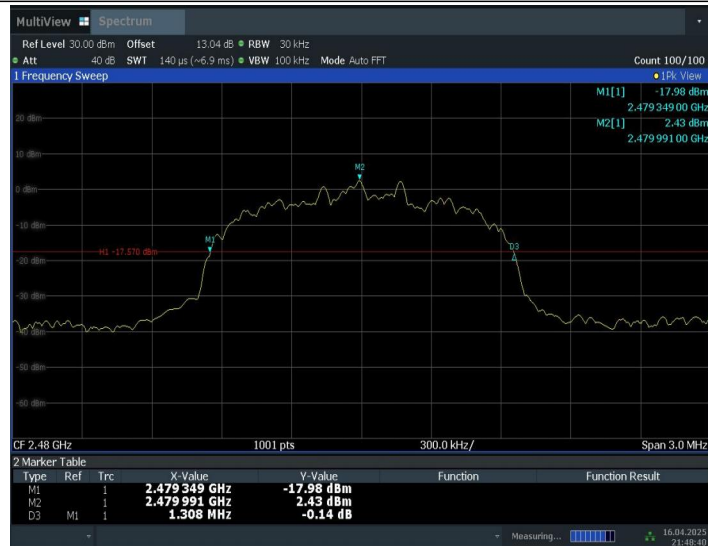 MultiView Spectrum
Ref Level 30.00 dBm Offset 13.04 dB RBW 30 kHz
Att 40 dB SWT 140 µs (~6.9 ms) VBW 100 kHz Mode Auto FFT Count 100/100
1 Frequency Sweep 1Pk View
M1[1] -17.98 dBm
2.479 349 00 GHz
M2[1] 2.43 dBm
2.479 991 00 GHz
20 dBm
10 dBm
M2
0 dBm
-10 dBm
M1
D3
H1 -17.570 dBm
-20 dBm
-30 dBm
-40 dBm
-50 dBm
-60 dBm
CF 2.48 GHz 1001 pts 300.0 kHz/ Span 3.0 MHz
2 Marker Table
Type Ref Trc X-Value Y-Value Function Function Result
M1 1 2.479 349 GHz -17.98 dBm
M2 1 2.479 991 GHz 2.43 dBm
D3 M1 1 1.308 MHz -0.14 dB
Measuring... 16.04.2025
21:48:40